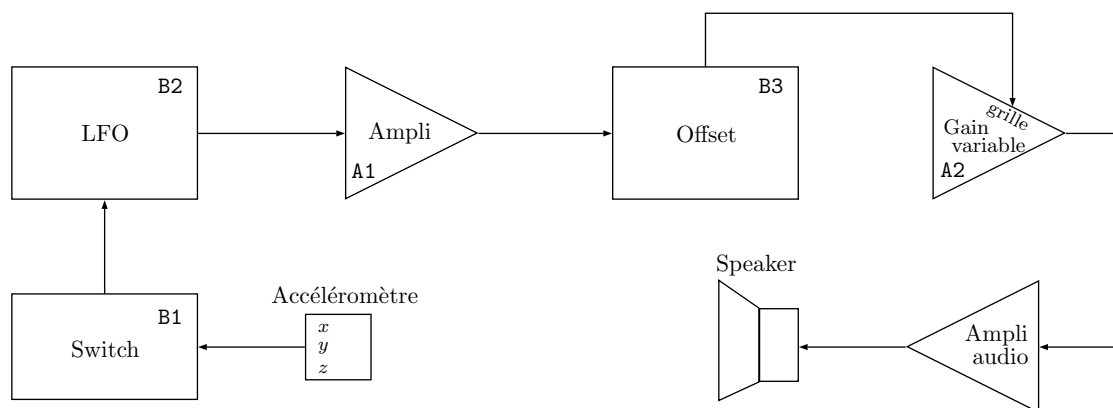 B2
LFO
Ampli
A1
B3
Offset
grille
Gain
variable
A2
B1
Switch
Accéléromètre
x
y
z
Speaker
Ampli
audio